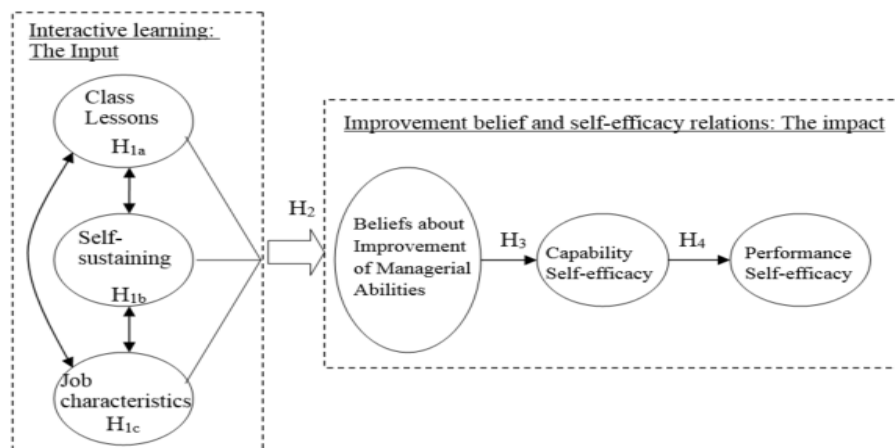 Interactive learning:
The Input
Class
Lessons
H1a
Self-
sustaining
H1b
Job
characteristics
H1c
H2
Improvement belief and self-efficacy relations: The impact
Beliefs about
Improvement
of Managerial
Abilities
H3
Capability
Self-efficacy
H4
Performance
Self-efficacy